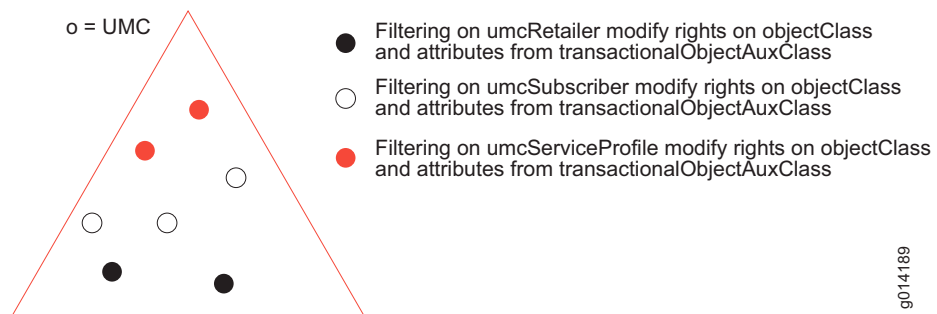 o = UMC
Filtering on umcRetailer modify rights on objectClass
and attributes from transactionalObjectAuxClass
Filtering on umcSubscriber modify rights on objectClass
and attributes from transactionalObjectAuxClass
Filtering on umcServiceProfile modify rights on objectClass
and attributes from transactionalObjectAuxClass
g014189